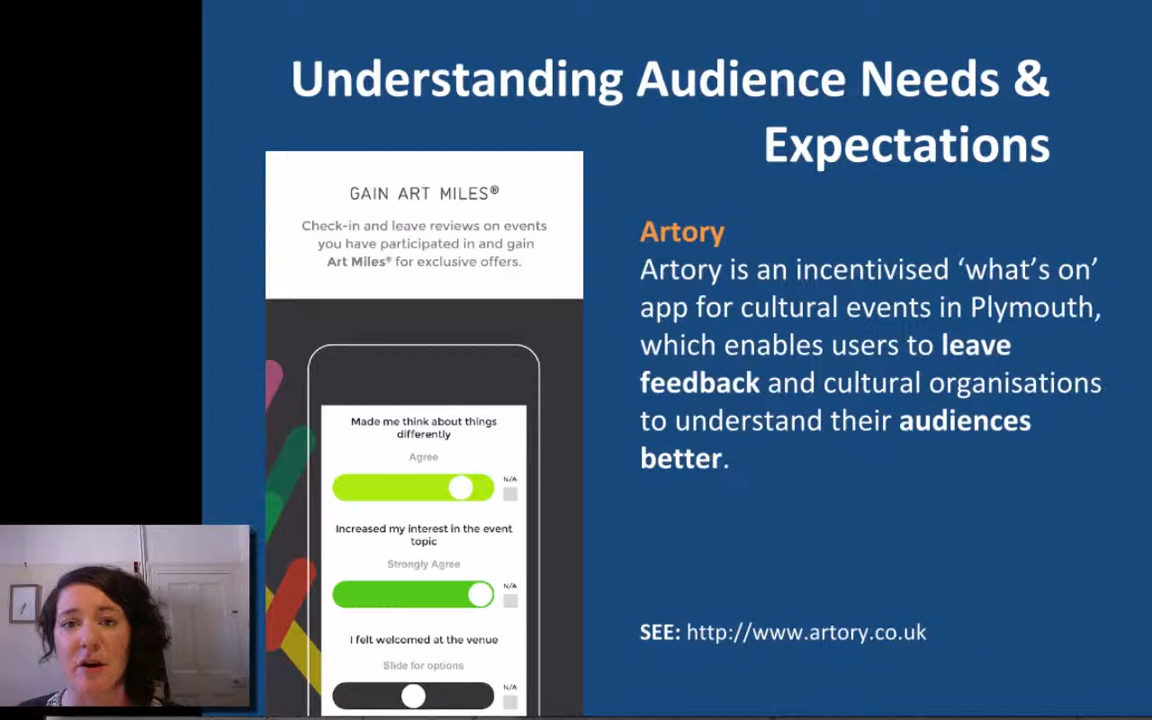 Understanding Audience Needs &
Expectations
GAIN ART MILES®
Check-in and leave reviews on events
you have participated in and gain
Art Miles® for exclusive offers.
Made me think about things
differently
Agree
N/A
Increased my interest in the event
topic
Strongly Agree
N/A
I felt welcomed at the venue
Slide for options
N/A
Artory
Artory is an incentivised ‘what’s on’
app for cultural events in Plymouth,
which enables users to leave
feedback and cultural organisations
to understand their audiences
better.
SEE: http://www.artory.co.uk